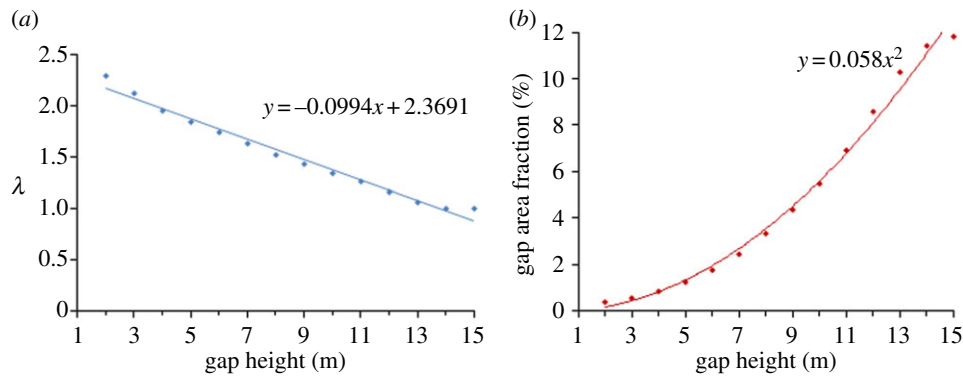 (a)
2.5
2.0
1.5
1.0
0.5
0
λ
y = –0.0994x + 2.3691
1 3 5 7 9 11 13 15
gap height (m)
(b)
12
10
8
6
4
2
0
gap area fraction (%)
y = 0.058x²
1 3 5 7 9 11 13 15
gap height (m)